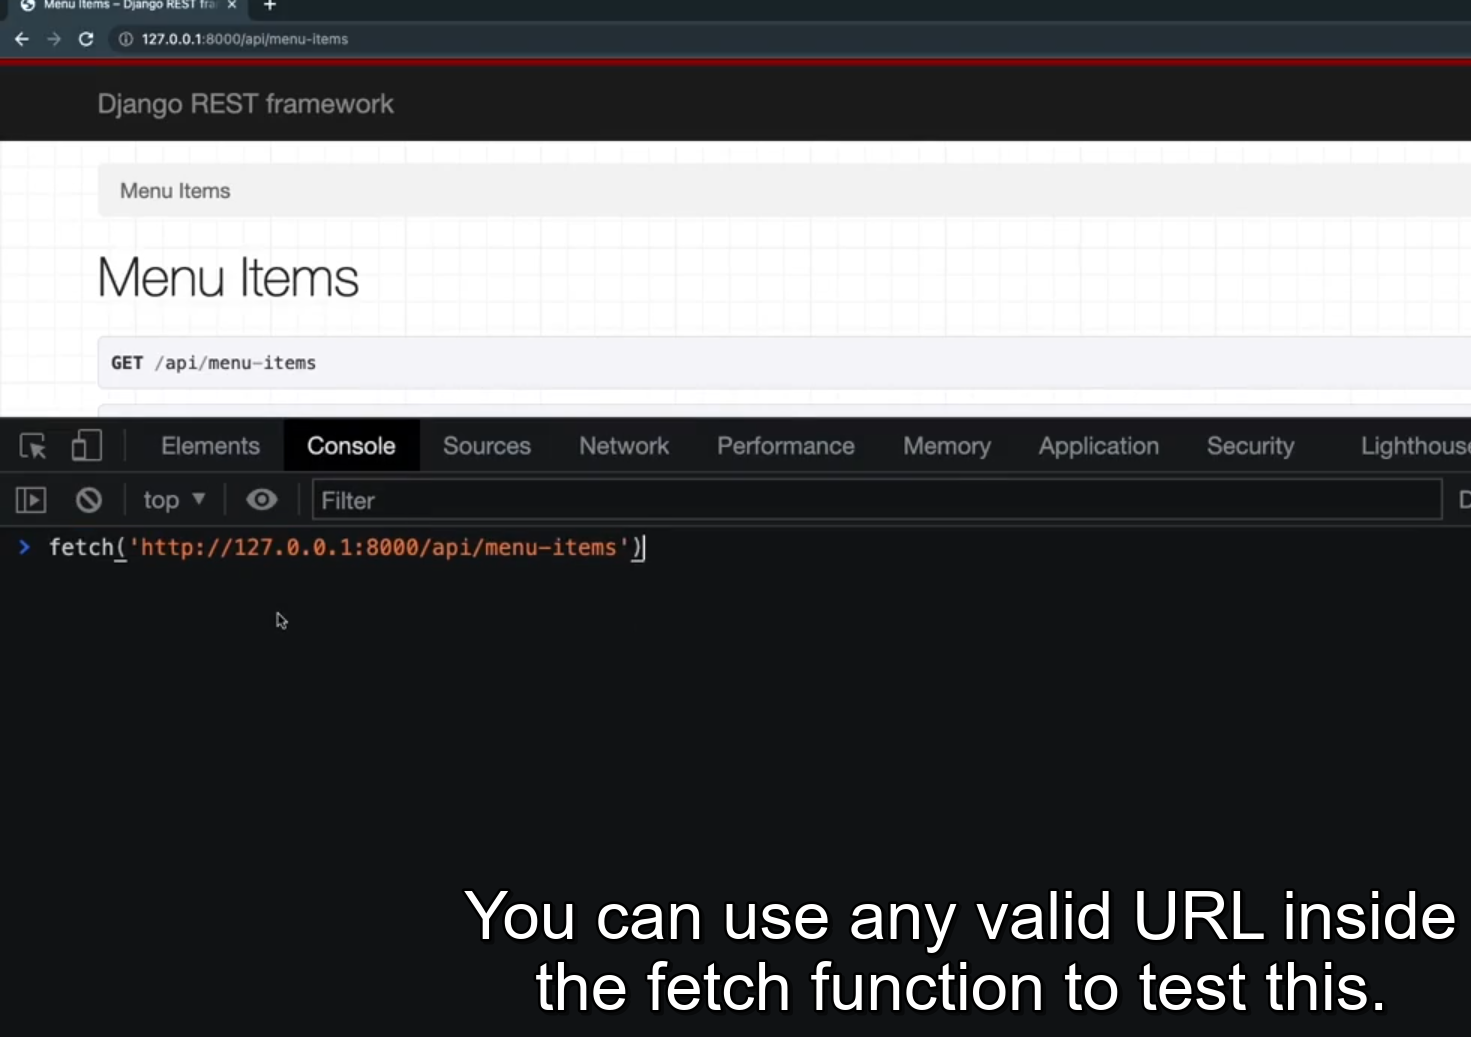 Menu Items – Django REST fra
127.0.0.1:8000/api/menu-items
Django REST framework
Menu Items
Menu Items
GET /api/menu-items
Elements Console Sources Network Performance Memory Application Security Lighthouse
top Filter D
> fetch('http://127.0.0.1:8000/api/menu-items')
You can use any valid URL inside
the fetch function to test this.